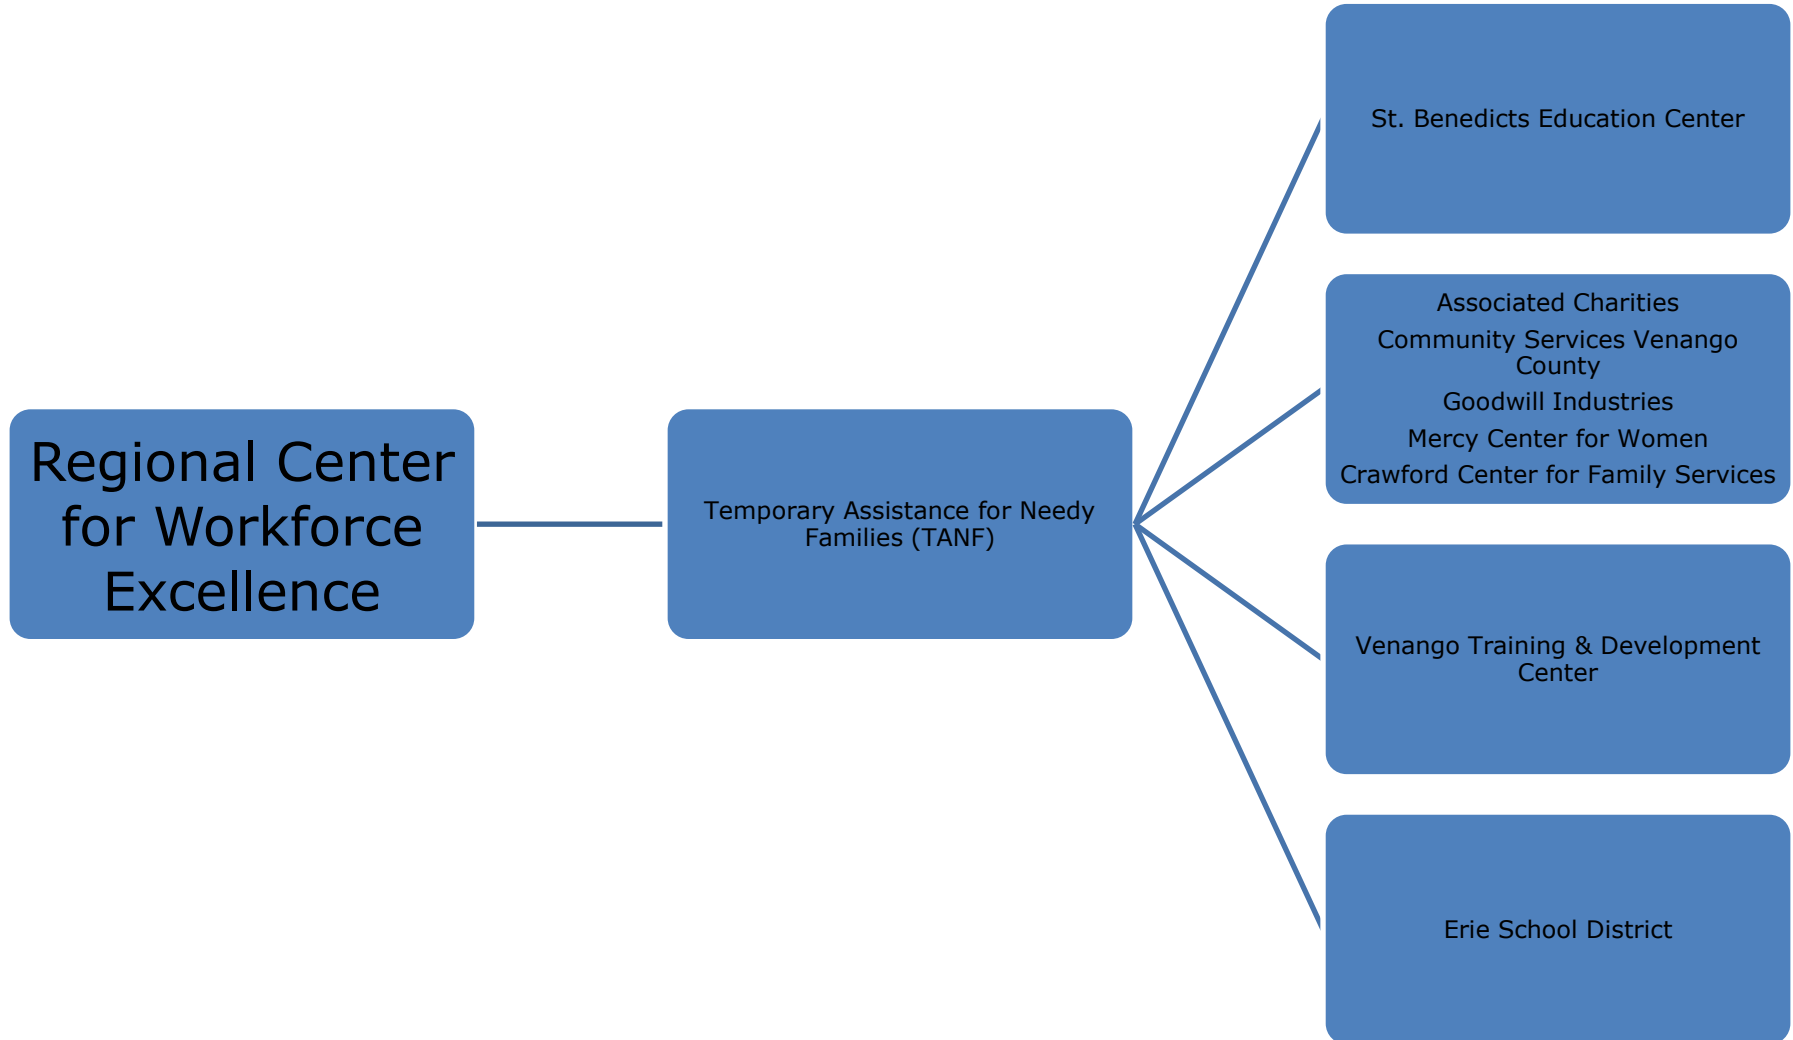 Regional Center
for Workforce
Excellence
Temporary Assistance for Needy
Families (TANF)
St. Benedicts Education Center
Associated Charities
Community Services Venango
County
Goodwill Industries
Mercy Center for Women
Crawford Center for Family Services
Venango Training & Development
Center
Erie School District